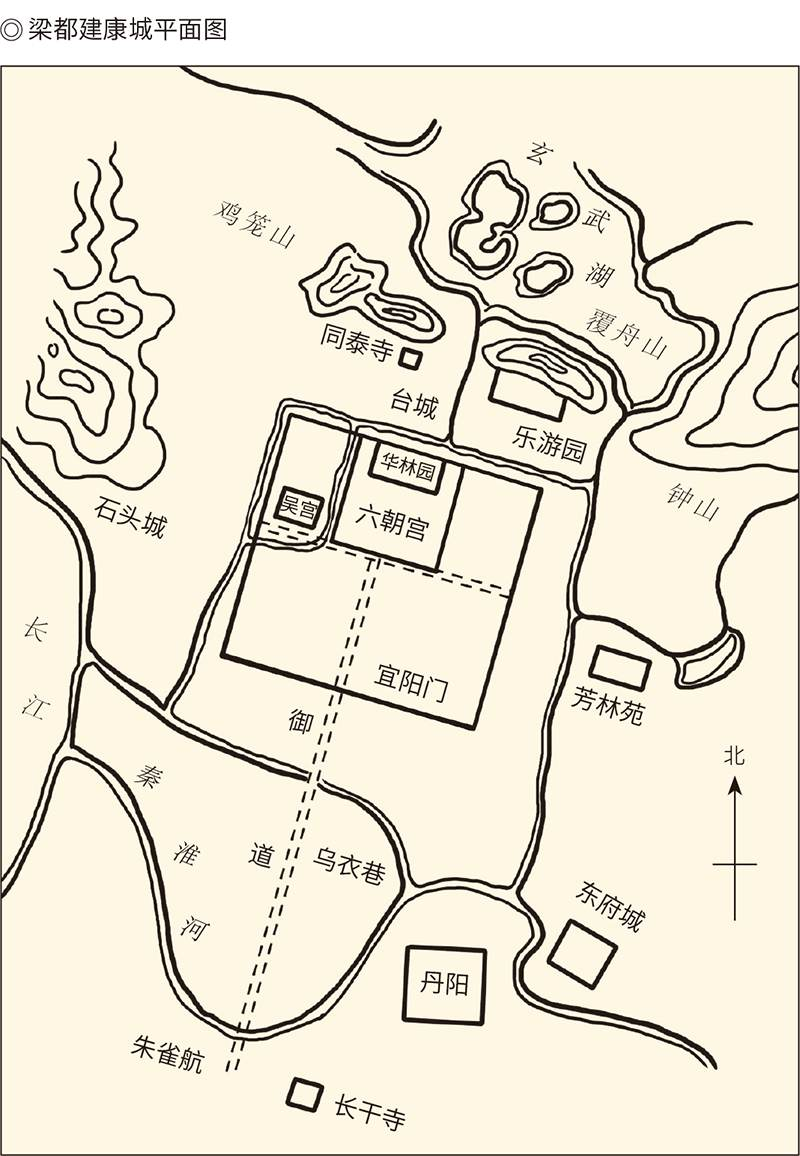 ◎ 梁都建康城平面图
玄武湖
鸡笼山
覆舟山
同泰寺
台城
乐游园
华林园
吴宫
六朝宫
钟山
石头城
长江
宜阳门
芳林苑
御道
北
秦淮河
乌衣巷
东府城
丹阳
朱雀航
长干寺